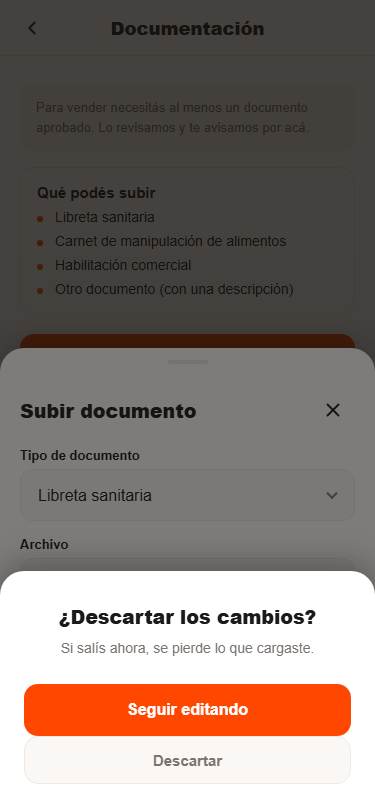 Documentación
Para vender necesitás al menos un documento
aprobado. Lo revisamos y te avisamos por acá.
Qué podés subir
Libreta sanitaria
Carnet de manipulación de alimentos
Habilitación comercial
Otro documento (con una descripción)
Subir documento
Tipo de documento
Libreta sanitaria
Archivo
¿Descartar los cambios?
Si salís ahora, se pierde lo que cargaste.
Seguir editando
Descartar